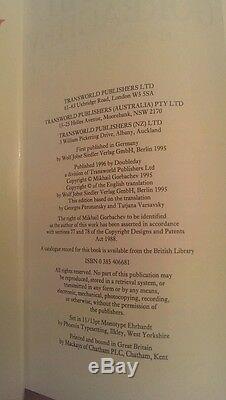 TRANSWORLD PUBLISHERS LTD
61–63 Uxbridge Road, London W5 5SA
TRANSWORLD PUBLISHERS (AUSTRALIA) PTY LTD
15–25 Helles Avenue, Moorebank, NSW 2170
TRANSWORLD PUBLISHERS (NZ) LTD
3 William Pickering Drive, Albany, Auckland
First published in Germany
by Wolf Jobst Siedler Verlag GmbH, Berlin 1995
Published 1996 by Doubleday
a division of Transworld Publishers Ltd
Copyright © Mikhail Gorbachev 1995
Copyright © of the English translation
by Wolf Jobst Siedler Verlag GmbH, Berlin 1995
This edition based on the translation
by Georges Peronansky and Tatjana Varsavsky
The right of Mikhail Gorbachev to be identified
as the author of this work has been asserted in accordance
with sections 77 and 78 of the Copyright Designs and Patents
Act 1988.
A catalogue record for this book is available from the British Library
ISBN 0 385 406681
All rights reserved. No part of this publication may
be reproduced, stored in a retrieval system, or
transmitted in any form or by any means,
electronic, mechanical, photocopying, recording,
or otherwise, without the permission of
the publishers.
Set in 11/13pt Monotype Ehrhardt
by Phoenix Typesetting, Ilkley, West Yorkshire
Printed and bound in Great Britain
by Mackays of Chatham PLC, Chatham, Kent